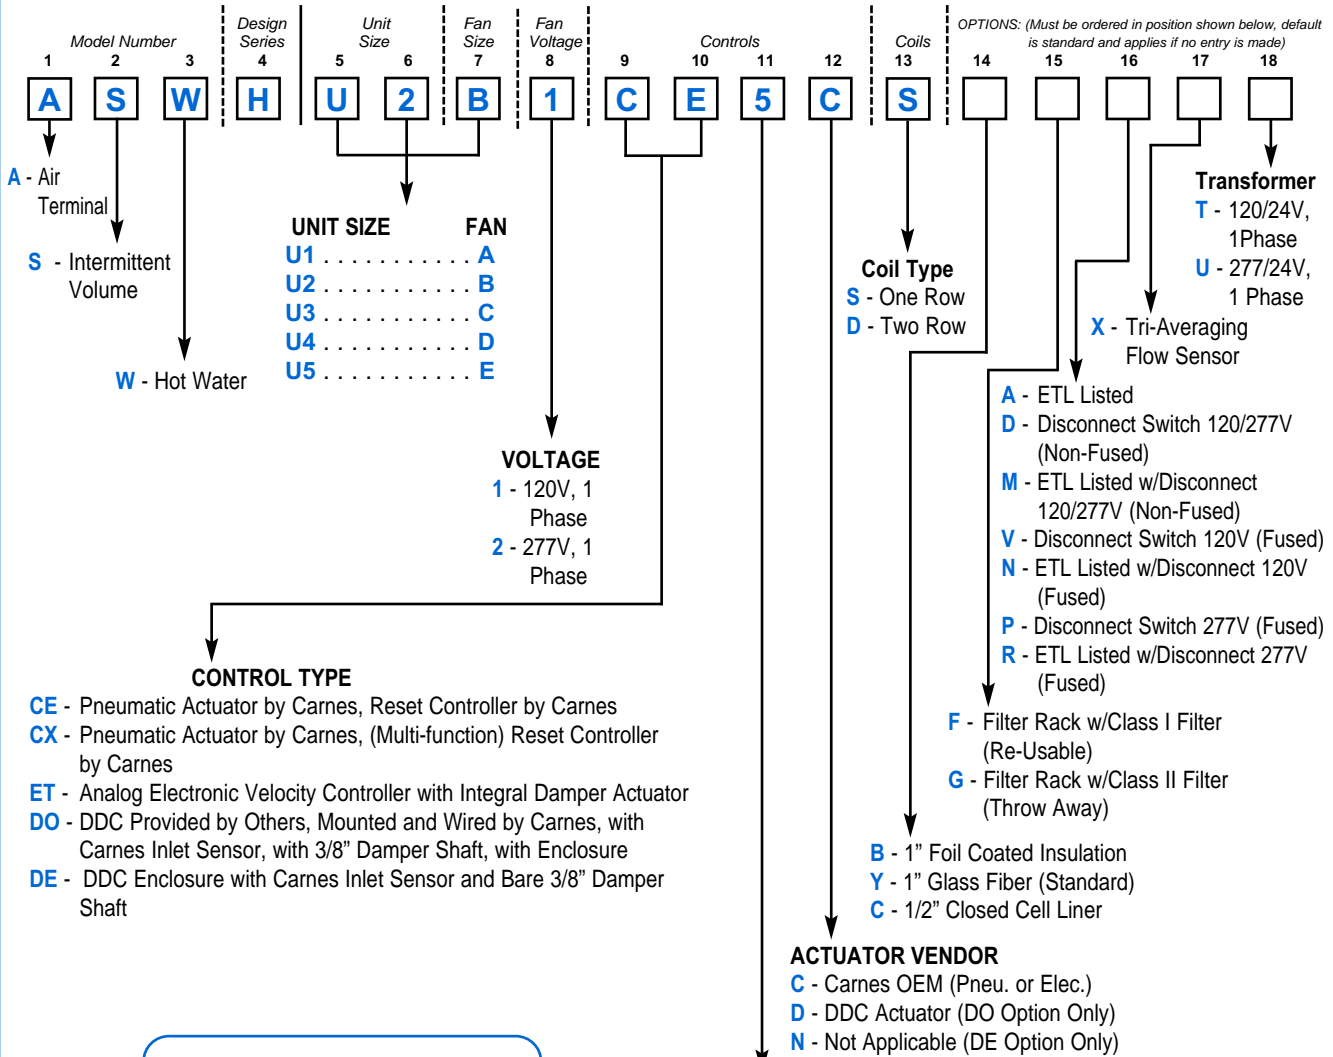 Model Number
Design Series
Unit Size
Fan Size
Fan Voltage
Controls
Coils
OPTIONS: (Must be ordered in position shown below, default is standard and applies if no entry is made)
1 2 3 4 5 6 7 8 9 10 11 12 13 14 15 16 17 18
A S W H U 2 B 1 C E 5 C S
A - Air
Terminal
S - Intermittent
Volume
W - Hot Water
UNIT SIZE FAN
U1 . . . . . . . . . . . A
U2 . . . . . . . . . . . B
U3 . . . . . . . . . . . C
U4 . . . . . . . . . . . D
U5 . . . . . . . . . . . E
VOLTAGE
1 - 120V, 1
Phase
2 - 277V, 1
Phase
Coil Type
S - One Row
D - Two Row
Transformer
T - 120/24V,
1Phase
U - 277/24V,
1 Phase
X - Tri-Averaging
Flow Sensor
A - ETL Listed
D - Disconnect Switch 120/277V
(Non-Fused)
M - ETL Listed w/Disconnect
120/277V (Non-Fused)
V - Disconnect Switch 120V (Fused)
N - ETL Listed w/Disconnect 120V
(Fused)
P - Disconnect Switch 277V (Fused)
R - ETL Listed w/Disconnect 277V
(Fused)
F - Filter Rack w/Class I Filter
(Re-Usable)
G - Filter Rack w/Class II Filter
(Throw Away)
B - 1” Foil Coated Insulation
Y - 1” Glass Fiber (Standard)
C - 1/2” Closed Cell Liner
CONTROL TYPE
CE - Pneumatic Actuator by Carnes, Reset Controller by Carnes
CX - Pneumatic Actuator by Carnes, (Multi-function) Reset Controller
by Carnes
ET - Analog Electronic Velocity Controller with Integral Damper Actuator
DO - DDC Provided by Others, Mounted and Wired by Carnes, with
Carnes Inlet Sensor, with 3/8” Damper Shaft, with Enclosure
DE - DDC Enclosure with Carnes Inlet Sensor and Bare 3/8” Damper
Shaft
ACTUATOR VENDOR
C - Carnes OEM (Pneu. or Elec.)
D - DDC Actuator (DO Option Only)
N - Not Applicable (DE Option Only)